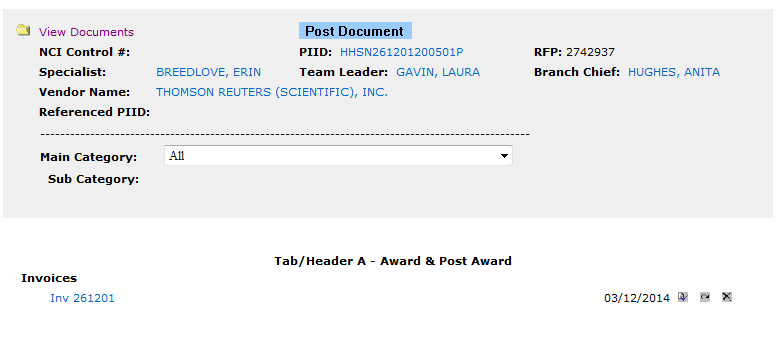 View Documents Post Document
NCI Control #: PIID: HHSN261201200501P RFP: 2742937
Specialist: BREEDLOVE, ERIN Team Leader: GAVIN, LAURA Branch Chief: HUGHES, ANITA
Vendor Name: THOMSON REUTERS (SCIENTIFIC), INC.
Referenced PIID:
--------------------------------------------------------------------------------------------------
Main Category: All
Sub Category:
Tab/Header A - Award & Post Award
Invoices
Inv 261201 03/12/2014